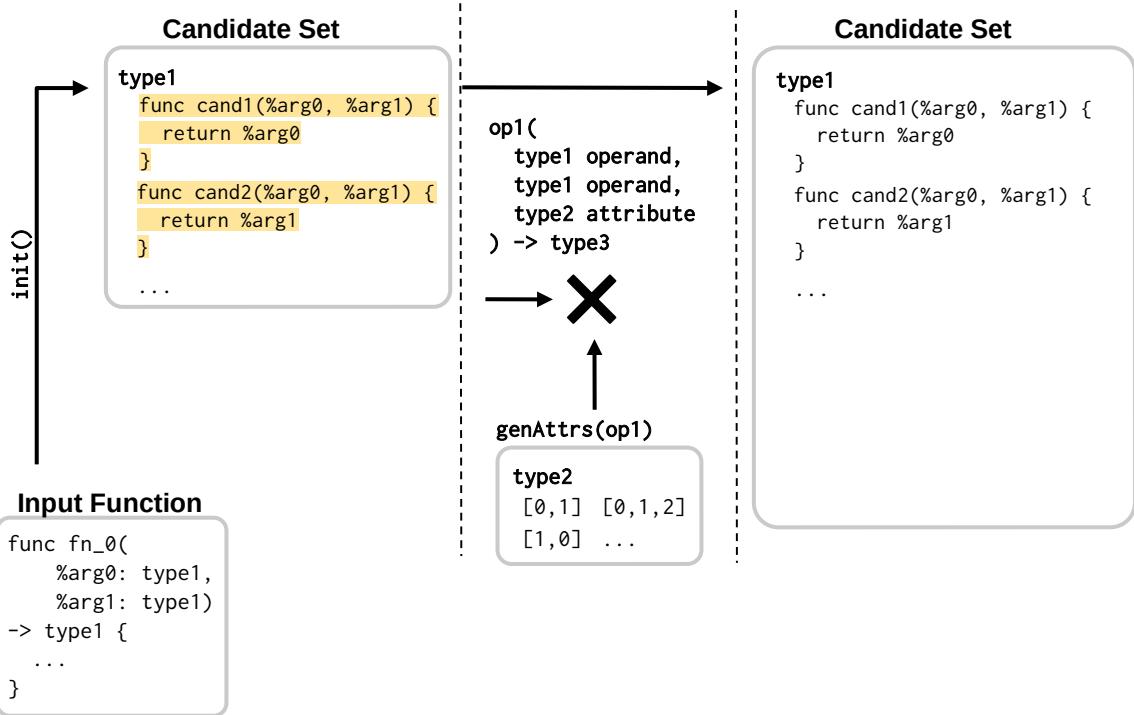 Candidate Set
type1
func cand1(%arg0, %arg1) {
return %arg0
}
func cand2(%arg0, %arg1) {
return %arg1
}
...
init()
Input Function
func fn_0(
%arg0: type1,
%arg1: type1)
-> type1 {
...
}
op1(
type1 operand,
type1 operand,
type2 attribute
) -> type3
genAttrs(op1)
type2
[0,1] [0,1,2]
[1,0] ...
Candidate Set
type1
func cand1(%arg0, %arg1) {
return %arg0
}
func cand2(%arg0, %arg1) {
return %arg1
}
...